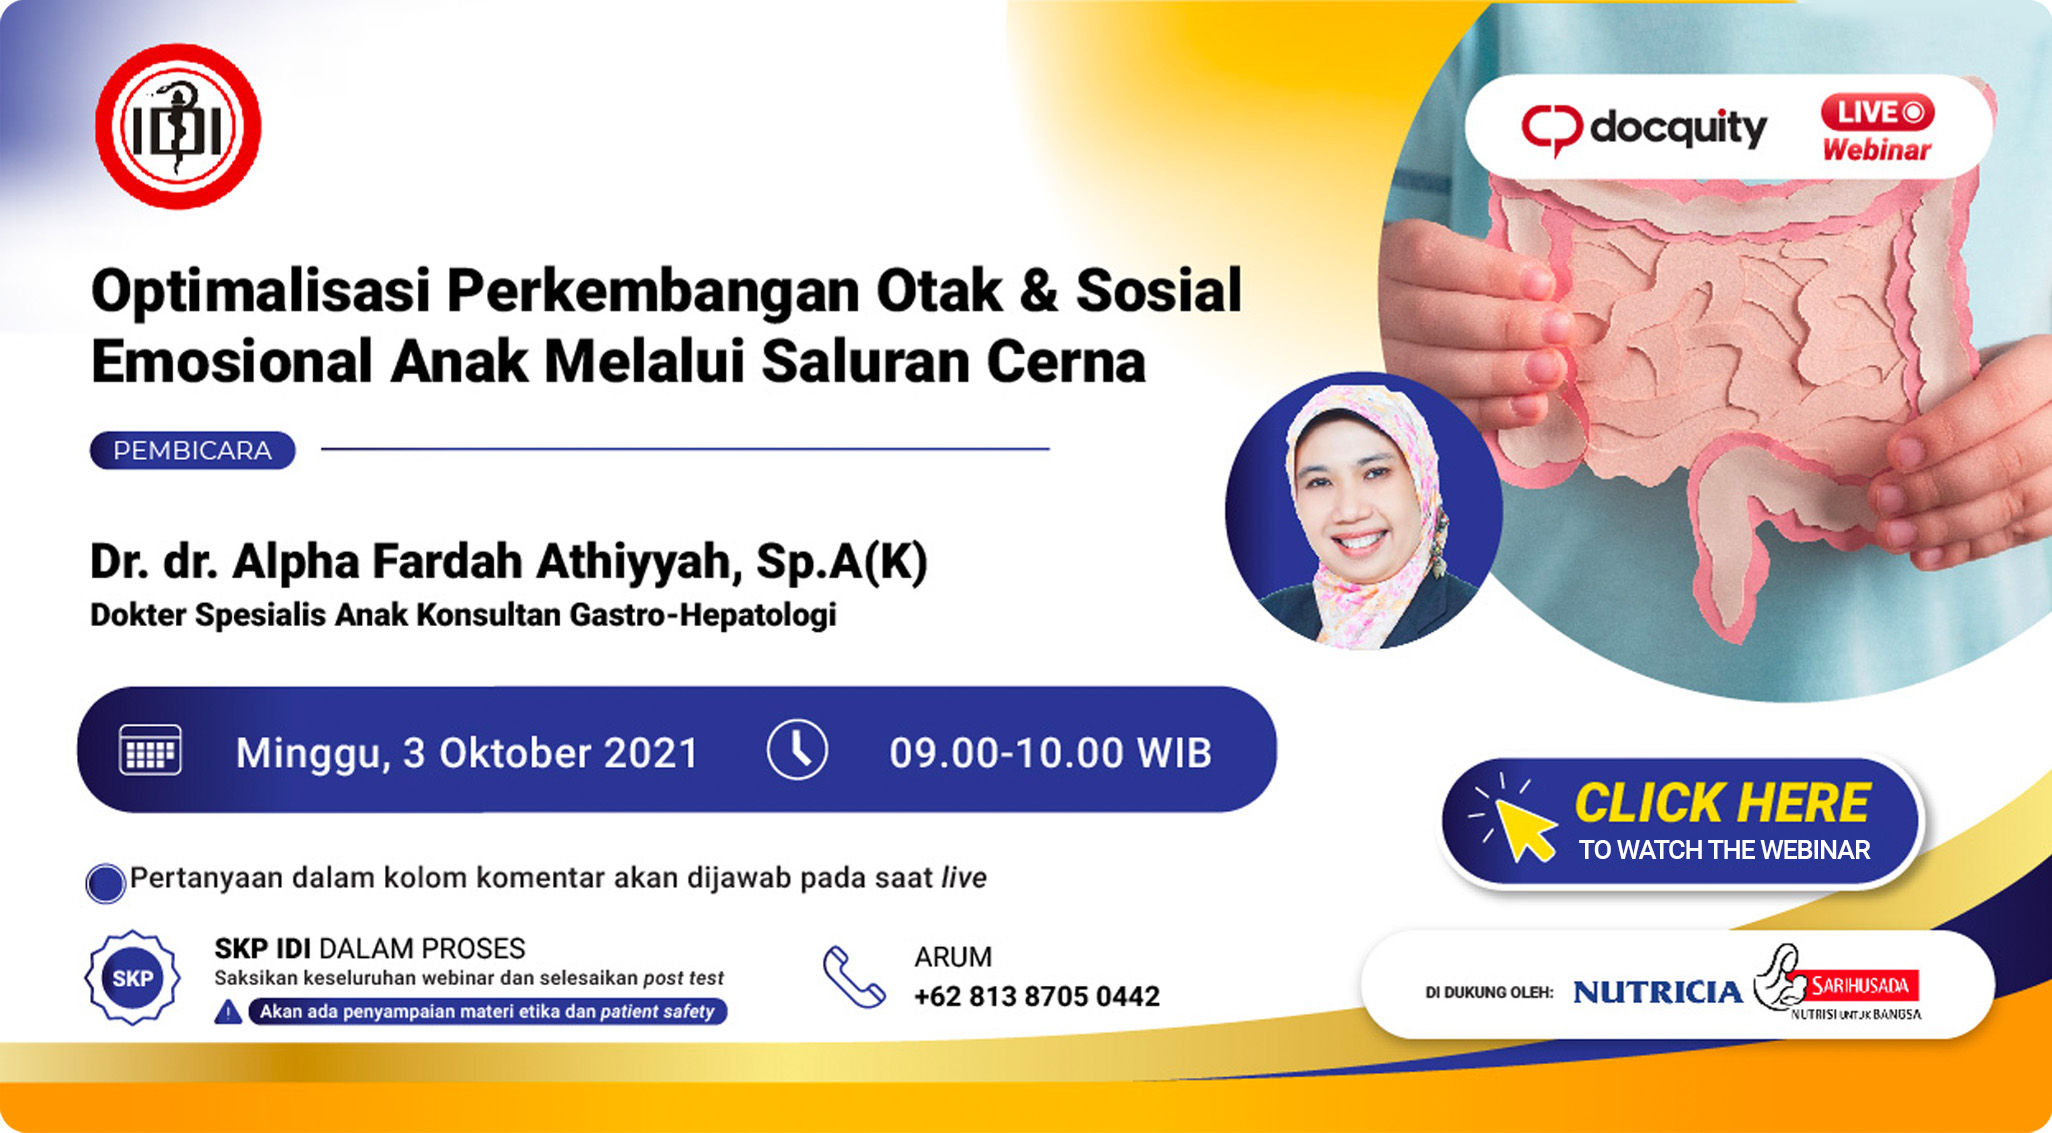 IDI
docquity
LIVE
Webinar
Optimalisasi Perkembangan Otak & Sosial
Emosional Anak Melalui Saluran Cerna
PEMBICARA
Dr. dr. Alpha Fardah Athiyyah, Sp.A(K)
Dokter Spesialis Anak Konsultan Gastro-Hepatologi
Minggu, 3 Oktober 2021
09.00-10.00 WIB
CLICK HERE
TO WATCH THE WEBINAR
Pertanyaan dalam kolom komentar akan dijawab pada saat live
SKP
SKP IDI DALAM PROSES
Saksikan keseluruhan webinar dan selesaikan post test
Akan ada penyampaian materi etika dan patient safety
ARUM
+62 813 8705 0442
DI DUKUNG OLEH:
NUTRICIA
SARIHUSADA
NUTRISI UNTUK BANGSA